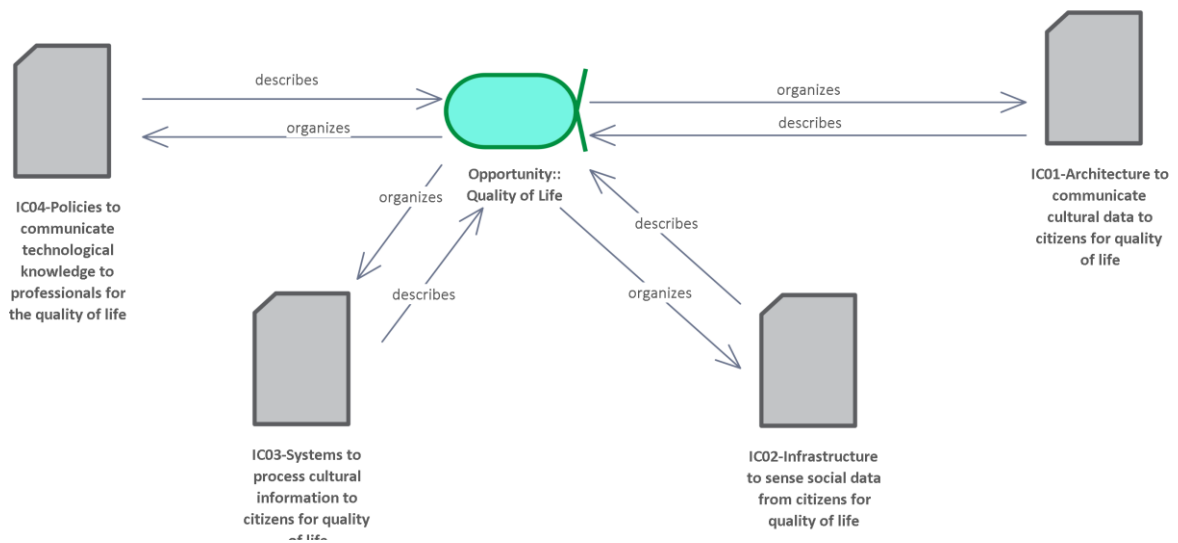 describes
organizes
organizes
describes
Opportunity::
Quality of Life
IC01-Architecture to
communicate
cultural data to
citizens for quality
of life
IC04-Policies to
communicate
technological
knowledge to
professionals for
the quality of life
organizes
describes
describes
organizes
IC03-Systems to
process cultural
information to
citizens for quality
of life
IC02-Infrastructure
to sense social data
from citizens for
quality of life